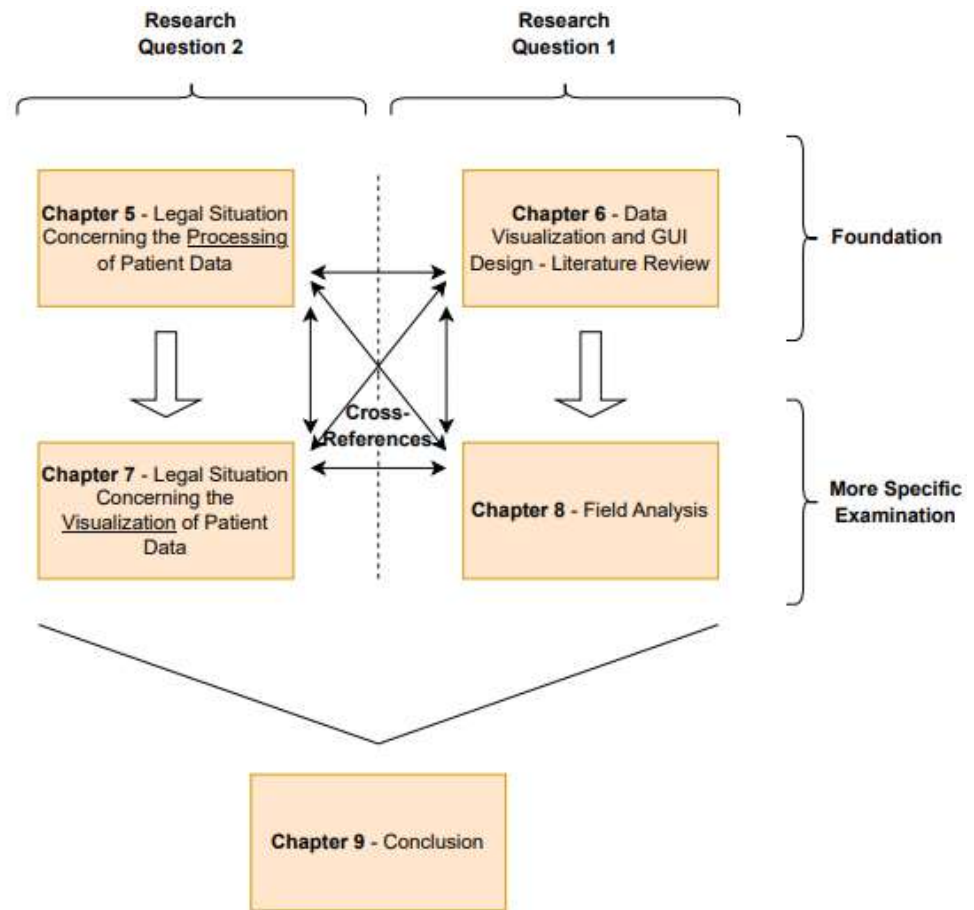 Research
Question 2
Research
Question 1
Chapter 5 - Legal Situation
Concerning the Processing
of Patient Data
Chapter 6 - Data
Visualization and GUI
Design - Literature Review
Foundation
Cross-
References
Chapter 7 - Legal Situation
Concerning the
Visualization of Patient
Data
Chapter 8 - Field Analysis
More Specific
Examination
Chapter 9 - Conclusion